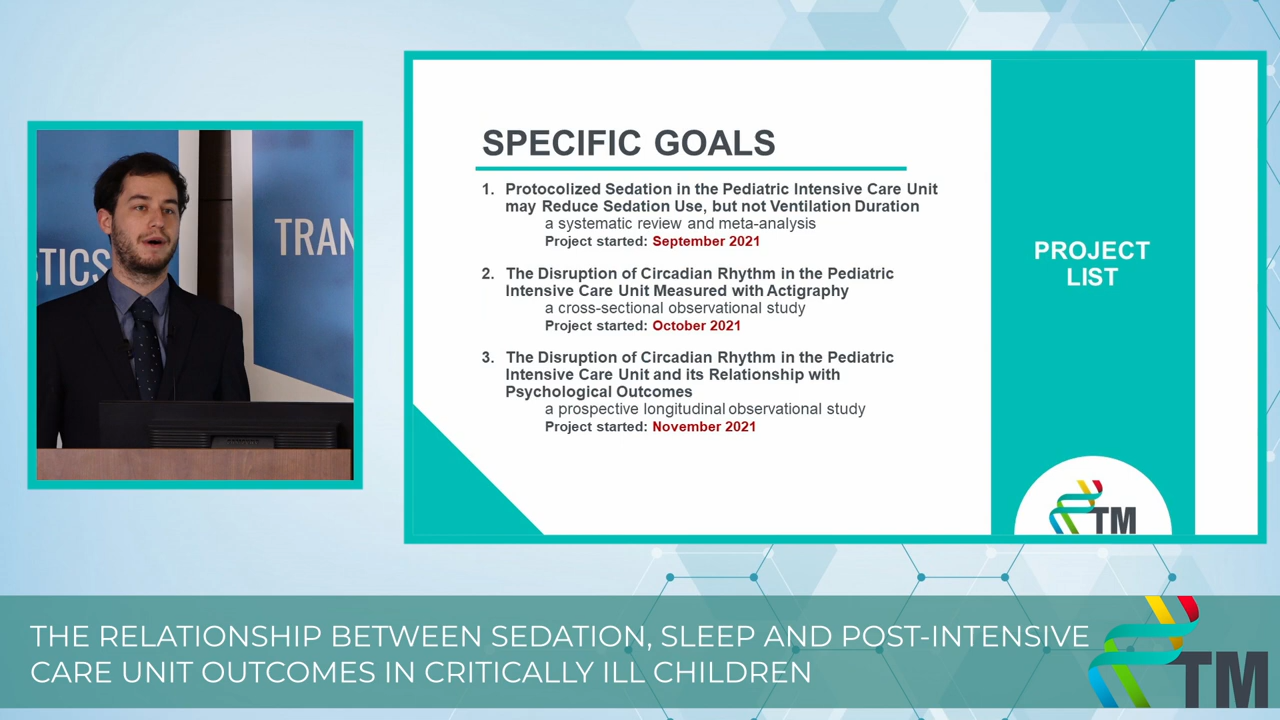 STICS
TRAN
SPECIFIC GOALS
1. Protocolized Sedation in the Pediatric Intensive Care Unit
may Reduce Sedation Use, but not Ventilation Duration
a systematic review and meta-analysis
Project started: September 2021
2. The Disruption of Circadian Rhythm in the Pediatric
Intensive Care Unit Measured with Actigraphy
a cross-sectional observational study
Project started: October 2021
3. The Disruption of Circadian Rhythm in the Pediatric
Intensive Care Unit and its Relationship with
Psychological Outcomes
a prospective longitudinal observational study
Project started: November 2021
PROJECT
LIST
TM
THE RELATIONSHIP BETWEEN SEDATION, SLEEP AND POST-INTENSIVE
CARE UNIT OUTCOMES IN CRITICALLY ILL CHILDREN
TM